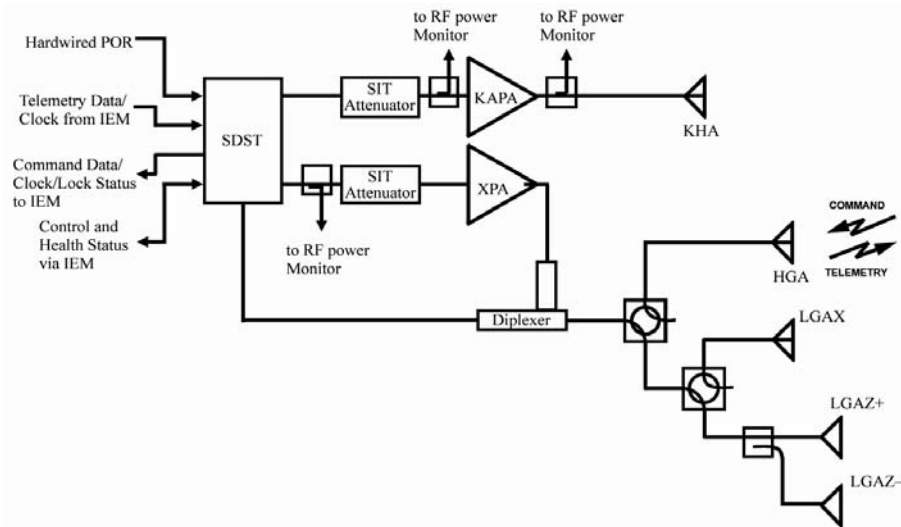 Hardwired POR
Telemetry Data/
Clock from IEM
Command Data/
Clock/Lock Status
to IEM
Control and
Health Status
via IEM
SDST
to RF power
Monitor
to RF power
Monitor
SIT
Attenuator
KAPA
KHA
SIT
Attenuator
XPA
to RF power
Monitor
Diplexer
COMMAND
TELEMETRY
HGA
LGAX
LGAZ+
LGAZ–